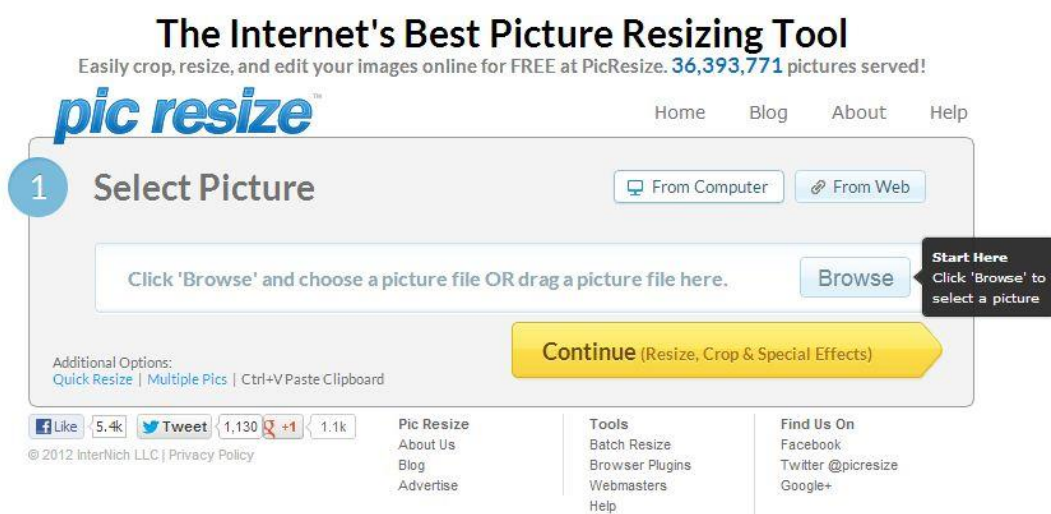 The Internet's Best Picture Resizing Tool
Easily crop, resize, and edit your images online for FREE at PicResize. 36,393,771 pictures served!
pic resize™
Home Blog About Help
1 Select Picture
From Computer From Web
Click 'Browse' and choose a picture file OR drag a picture file here.
Browse
Start Here
Click 'Browse' to
select a picture
Continue (Resize, Crop & Special Effects)
Additional Options:
Quick Resize | Multiple Pics | Ctrl+V Paste Clipboard
Like 5.4k Tweet 1,130 +1 1.1k
© 2012 InterNich LLC | Privacy Policy
Pic Resize
About Us
Blog
Advertise
Tools
Batch Resize
Browser Plugins
Webmasters
Help
Find Us On
Facebook
Twitter @picresize
Google+